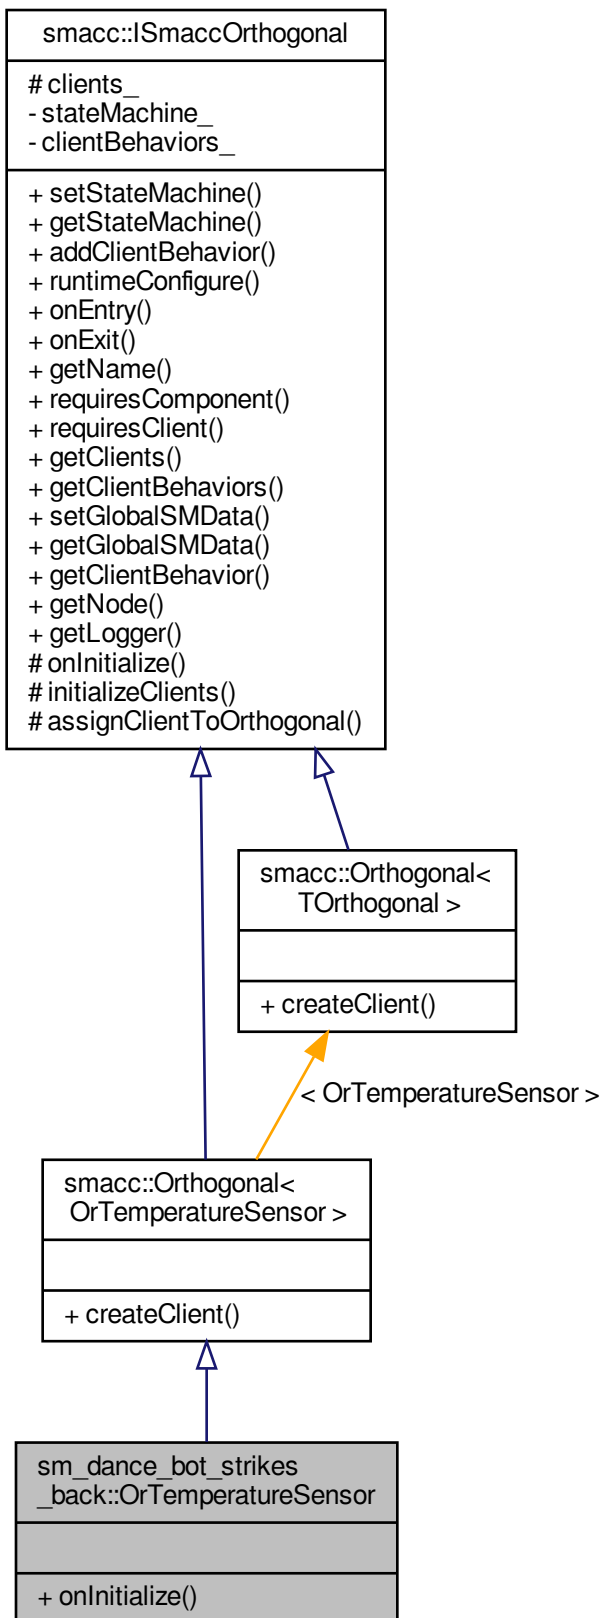 smacc::ISmaccOrthogonal
# clients_
- stateMachine_
- clientBehaviors_
+ setStateMachine()
+ getStateMachine()
+ addClientBehavior()
+ runtimeConfigure()
+ onEntry()
+ onExit()
+ getName()
+ requiresComponent()
+ requiresClient()
+ getClients()
+ getClientBehaviors()
+ setGlobalSMData()
+ getGlobalSMData()
+ getClientBehavior()
+ getNode()
+ getLogger()
# onInitialize()
# initializeClients()
# assignClientToOrthogonal()
smacc::Orthogonal<
TOrthogonal >
+ createClient()
< OrTemperatureSensor >
smacc::Orthogonal<
OrTemperatureSensor >
+ createClient()
sm_dance_bot_strikes
_back::OrTemperatureSensor
+ onInitialize()